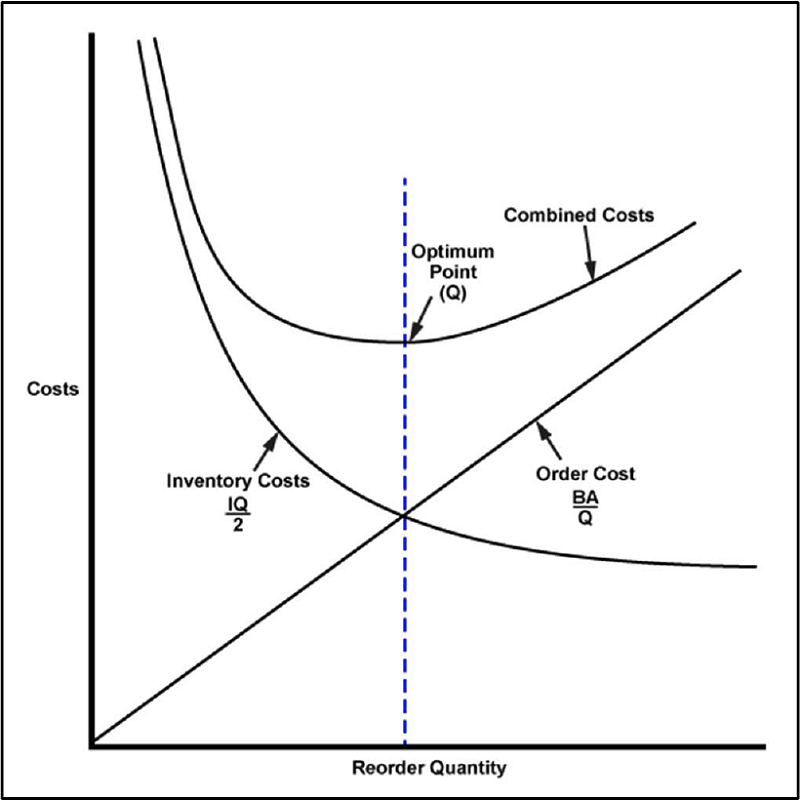 Combined Costs
Optimum
Point
(Q)
Costs
Inventory Costs
IQ
2
Order Cost
BA
Q
Reorder Quantity